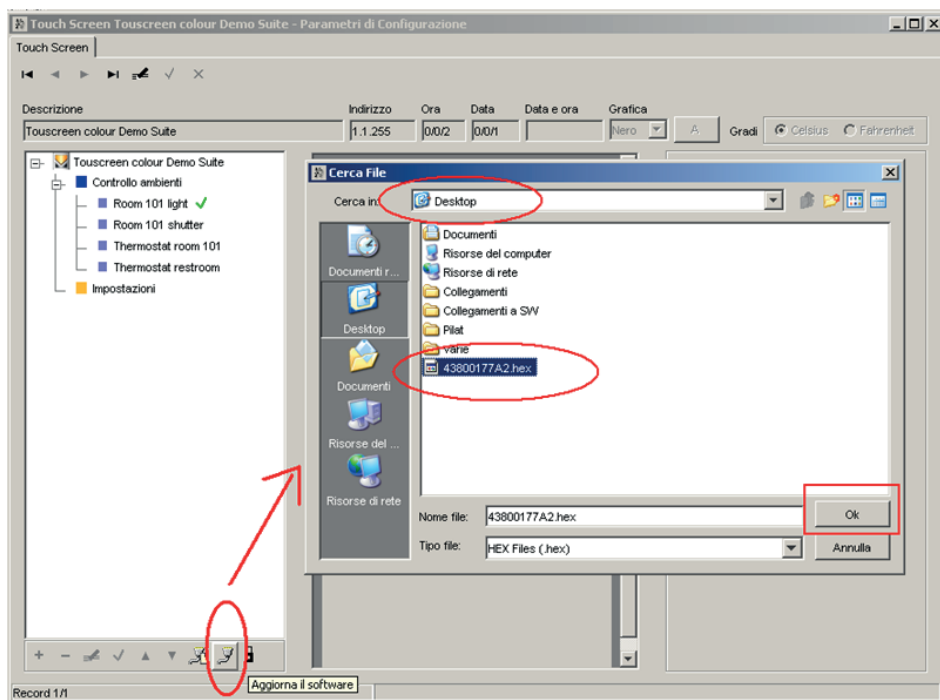 Touch Screen Touscreen colour Demo Suite - Parametri di Configurazione
Touch Screen
Descrizione Indirizzo Ora Data Data e ora Grafica
Touscreen colour Demo Suite 1.1.255 0/0/2 0/0/1 Nero A Gradi Celsius Fehrenheit
Touscreen colour Demo Suite
Controllo ambienti
Room 101 light
Room 101 shutter
Thermostat room 101
Thermostat restroom
Impostazioni
Cerca File
Cerca in: Desktop
Documenti r...
Desktop
Documenti
Risorse del ...
Risorse di rete
Documenti
Risorse del computer
Risorse di rete
Collegamenti
Collegamenti a SW
Pilat
varie
43800177A2.hex
Nome file: 43800177A2.hex Ok
Tipo file: HEX Files (.hex) Annulla
Aggiorna il software
Record 1/1